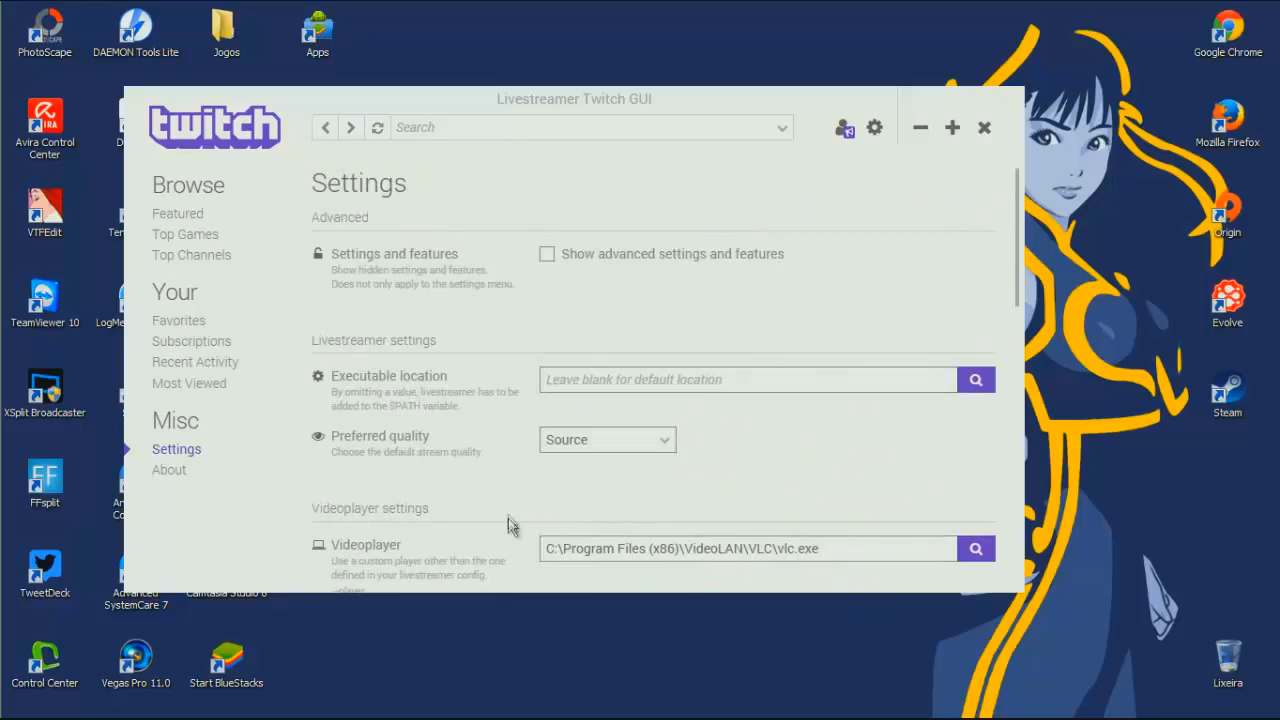 PhotoScape
DAEMON Tools Lite
Jogos
Apps
Google Chrome
Avira Control
Center
Mozilla Firefox
VTFEdit
Origin
TeamViewer 10
Evolve
XSplit Broadcaster
Steam
FFsplit
TweetDeck
Advanced
SystemCare 7
Camtasia Studio 8
Control Center
Vegas Pro 11.0
Start BlueStacks
Lixeira
Livestreamer Twitch GUI
twitch
Search
Browse
Featured
Top Games
Top Channels
Your
Favorites
Subscriptions
Recent Activity
Most Viewed
Misc
Settings
About
Settings
Advanced
Settings and features
Show hidden settings and features.
Does not only apply to the settings menu.
Show advanced settings and features
Livestreamer settings
Executable location
By omitting a value, livestreamer has to be
added to the $PATH variable.
Leave blank for default location
Preferred quality
Choose the default stream quality
Source
Videoplayer settings
Videoplayer
Use a custom player other than the one
defined in your livestreamer config.
--player
C:\Program Files (x86)\VideoLAN\VLC\vlc.exe